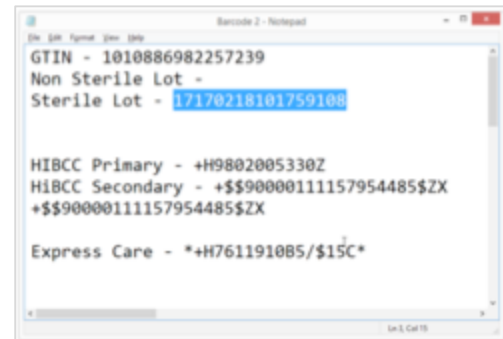 Barcode 2 - Notepad
File Edit Format View Help
GTIN - 1010886982257239
Non Sterile Lot -
Sterile Lot - 17170218101759108
HIBCC Primary - +H9802005330Z
HiBCC Secondary - +$$90000111157954485$ZX
+$$90000111157954485$ZX
Express Care - *+H7611910B5/$15C*
Ln 3, Col 15